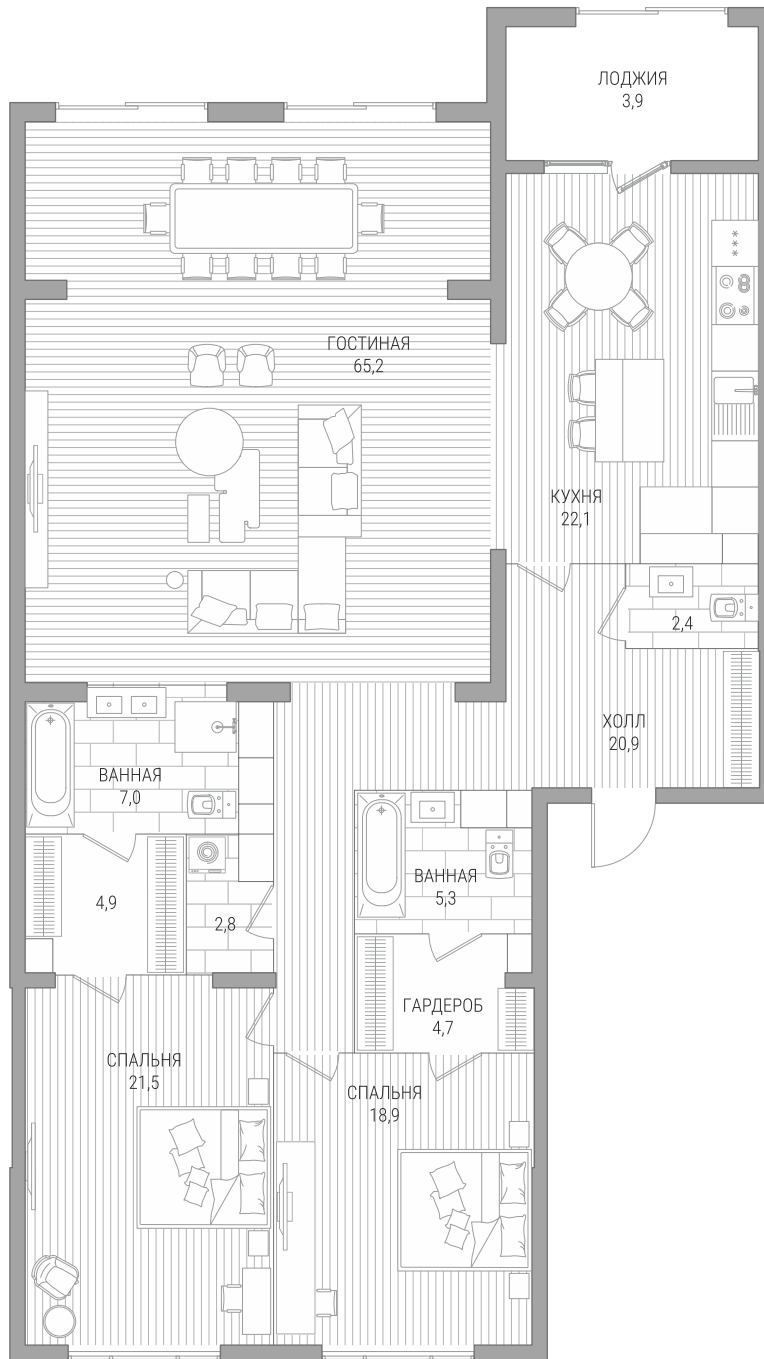 ЛОДЖИЯ
3,9
ГОСТИНАЯ
65,2
КУХНЯ
22,1
2,4
ХОЛЛ
20,9
ВАННАЯ
7,0
ВАННАЯ
5,3
4,9
2,8
ГАРДЕРОБ
4,7
СПАЛЬНЯ
21,5
СПАЛЬНЯ
18,9